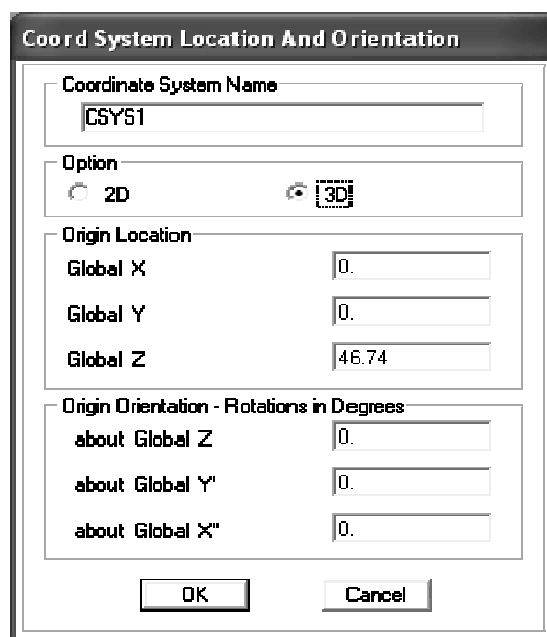 Coord System Location And Orientation
Coordinate System Name
CSYS1
Option
2D 3D
Origin Location
Global X 0.
Global Y 0.
Global Z 46.74
Origin Orientation - Rotations in Degrees
about Global Z 0.
about Global Y' 0.
about Global X" 0.
OK Cancel